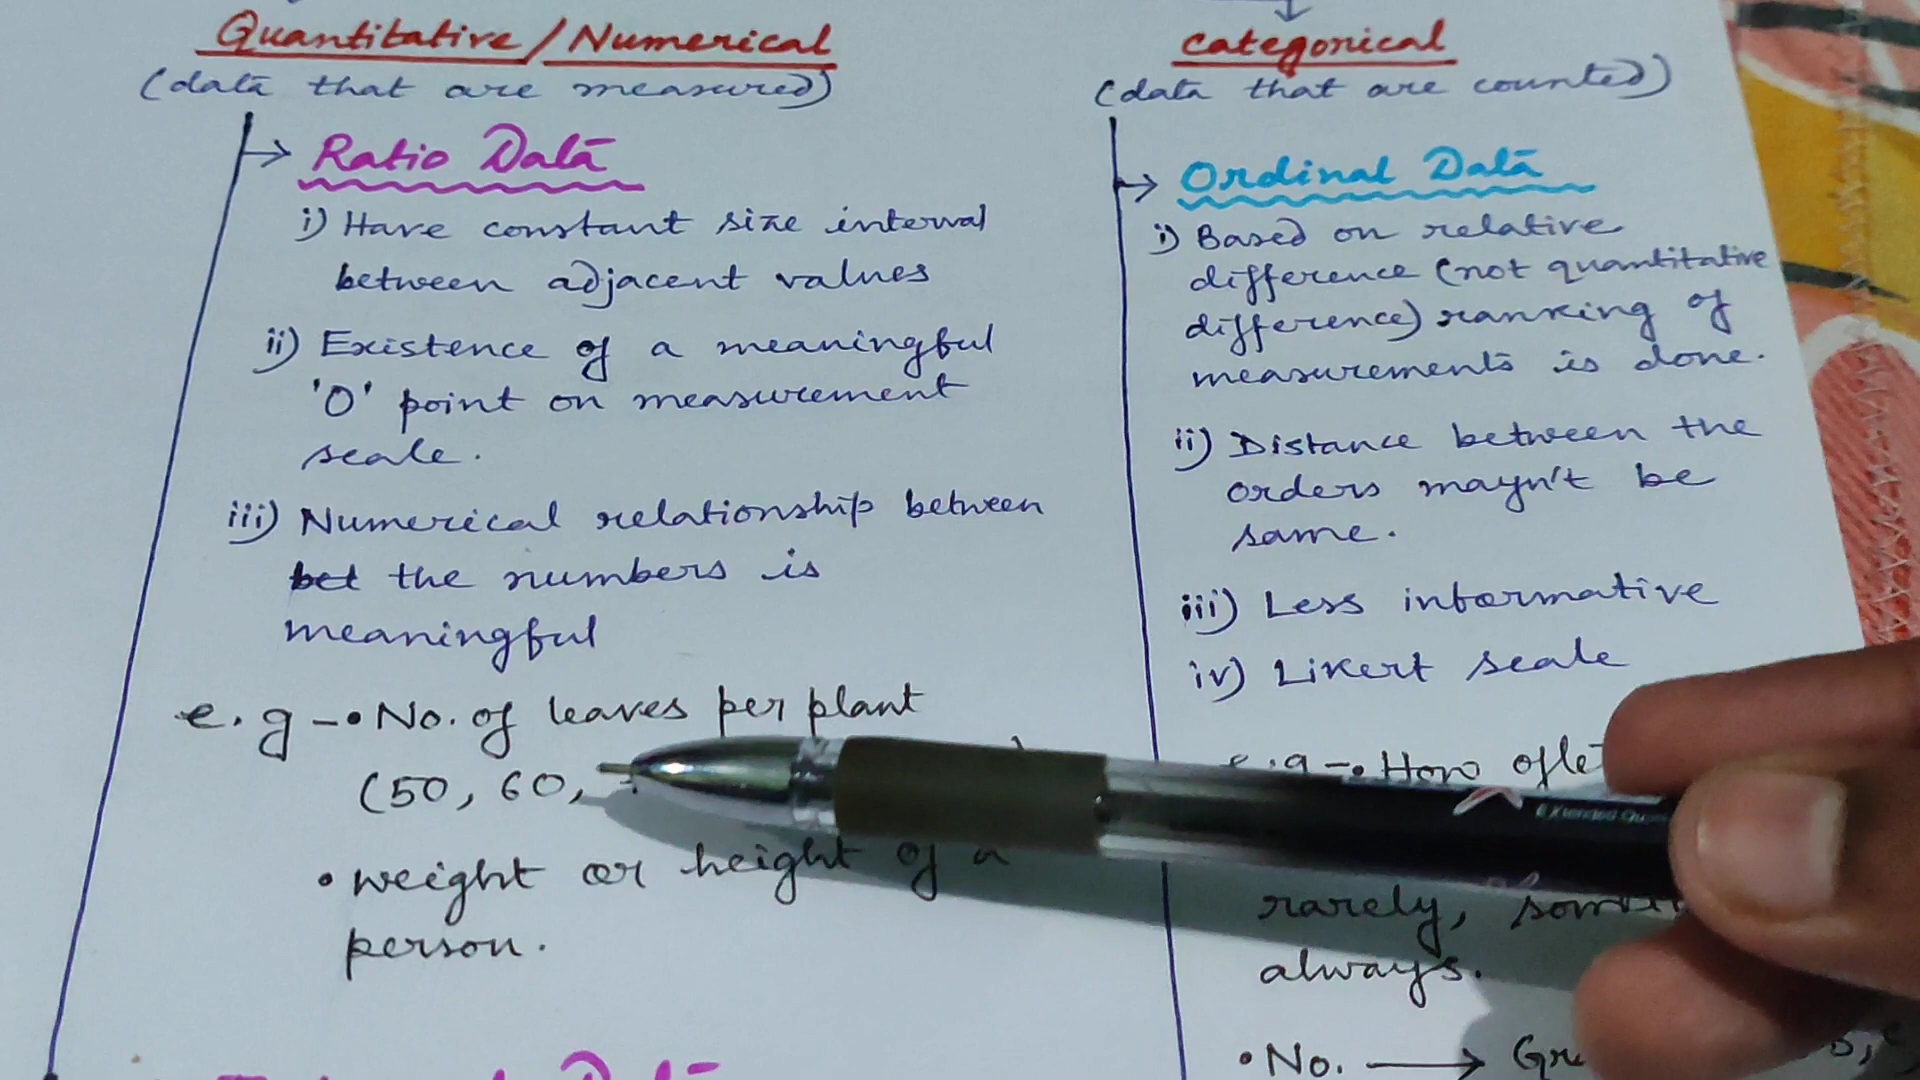 Quantitative/Numerical
(data that are measured)
Ratio Data
i) Have constant size interval
between adjacent values
ii) Existence of a meaningful
'0' point on measurement
scale.
iii) Numerical relationship between
bet the numbers is
meaningful
e.g - • No. of leaves per plant
(50, 60,
• weight or height of a
person.
categorical
(data that are counted)
Ordinal Data
i) Based on relative
difference (not quantitative
difference) ranking of
measurements is done.
ii) Distance between the
orders mayn't be
same.
iii) Less informative
iv) Likert scale
e.g - • How
rarely,
always.
• No. →
Extended